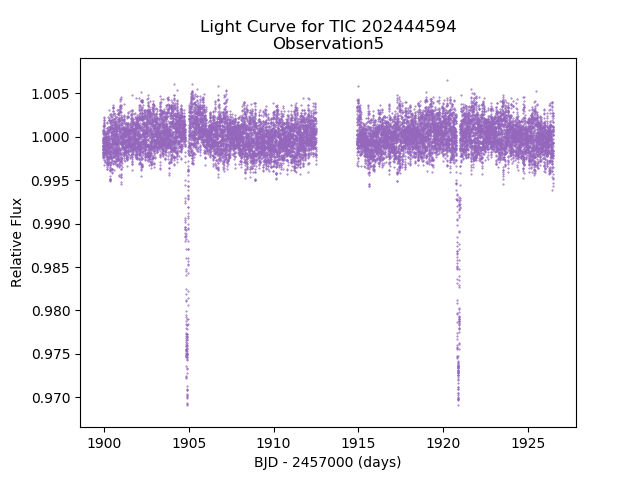 Light Curve for TIC 202444594
Observation5
1.005
1.000
0.995
0.990
0.985
0.980
0.975
0.970
Relative Flux
1900 1905 1910 1915 1920 1925
BJD - 2457000 (days)